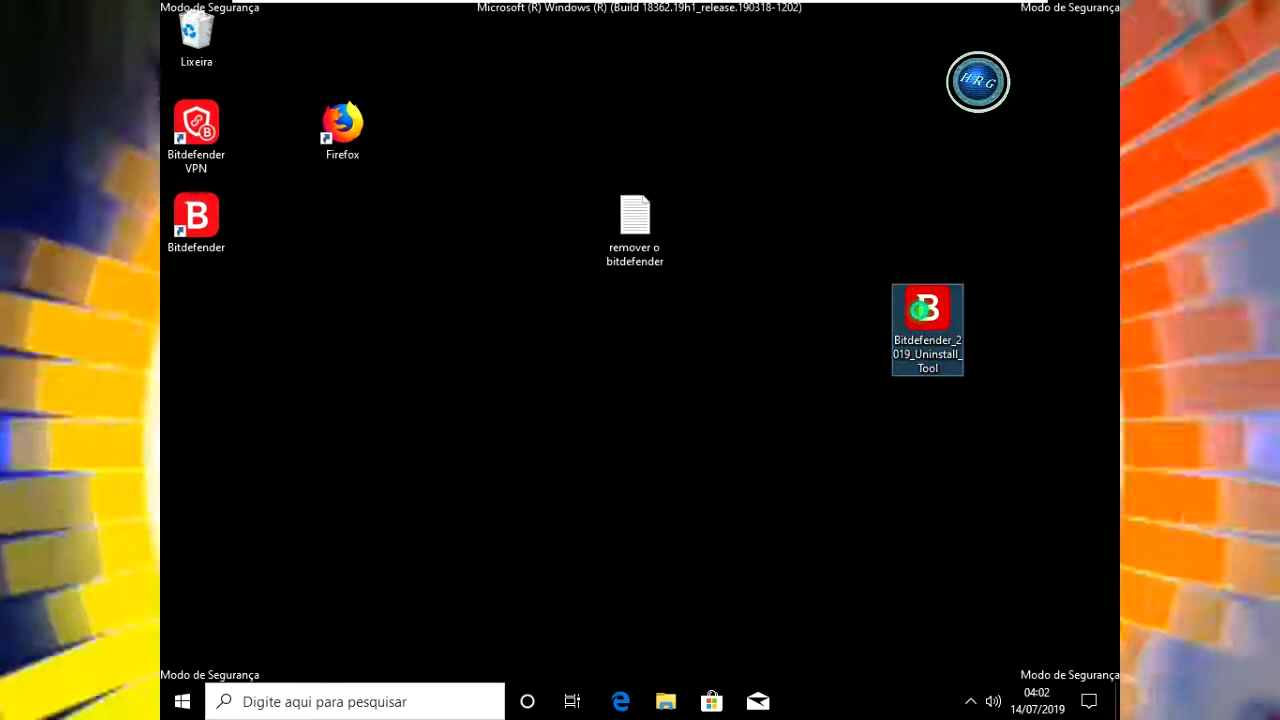 Modo de Segurança
Microsoft (R) Windows (R) (Build 18362.19h1_release.190318-1202)
Modo de Segurança
Lixeira
HRG
Bitdefender
VPN
Firefox
B
Bitdefender
remover o
bitdefender
B
Bitdefender_2
019_Uninstall_
Tool
Modo de Segurança
Modo de Segurança
Digite aqui para pesquisar
04:02
14/07/2019